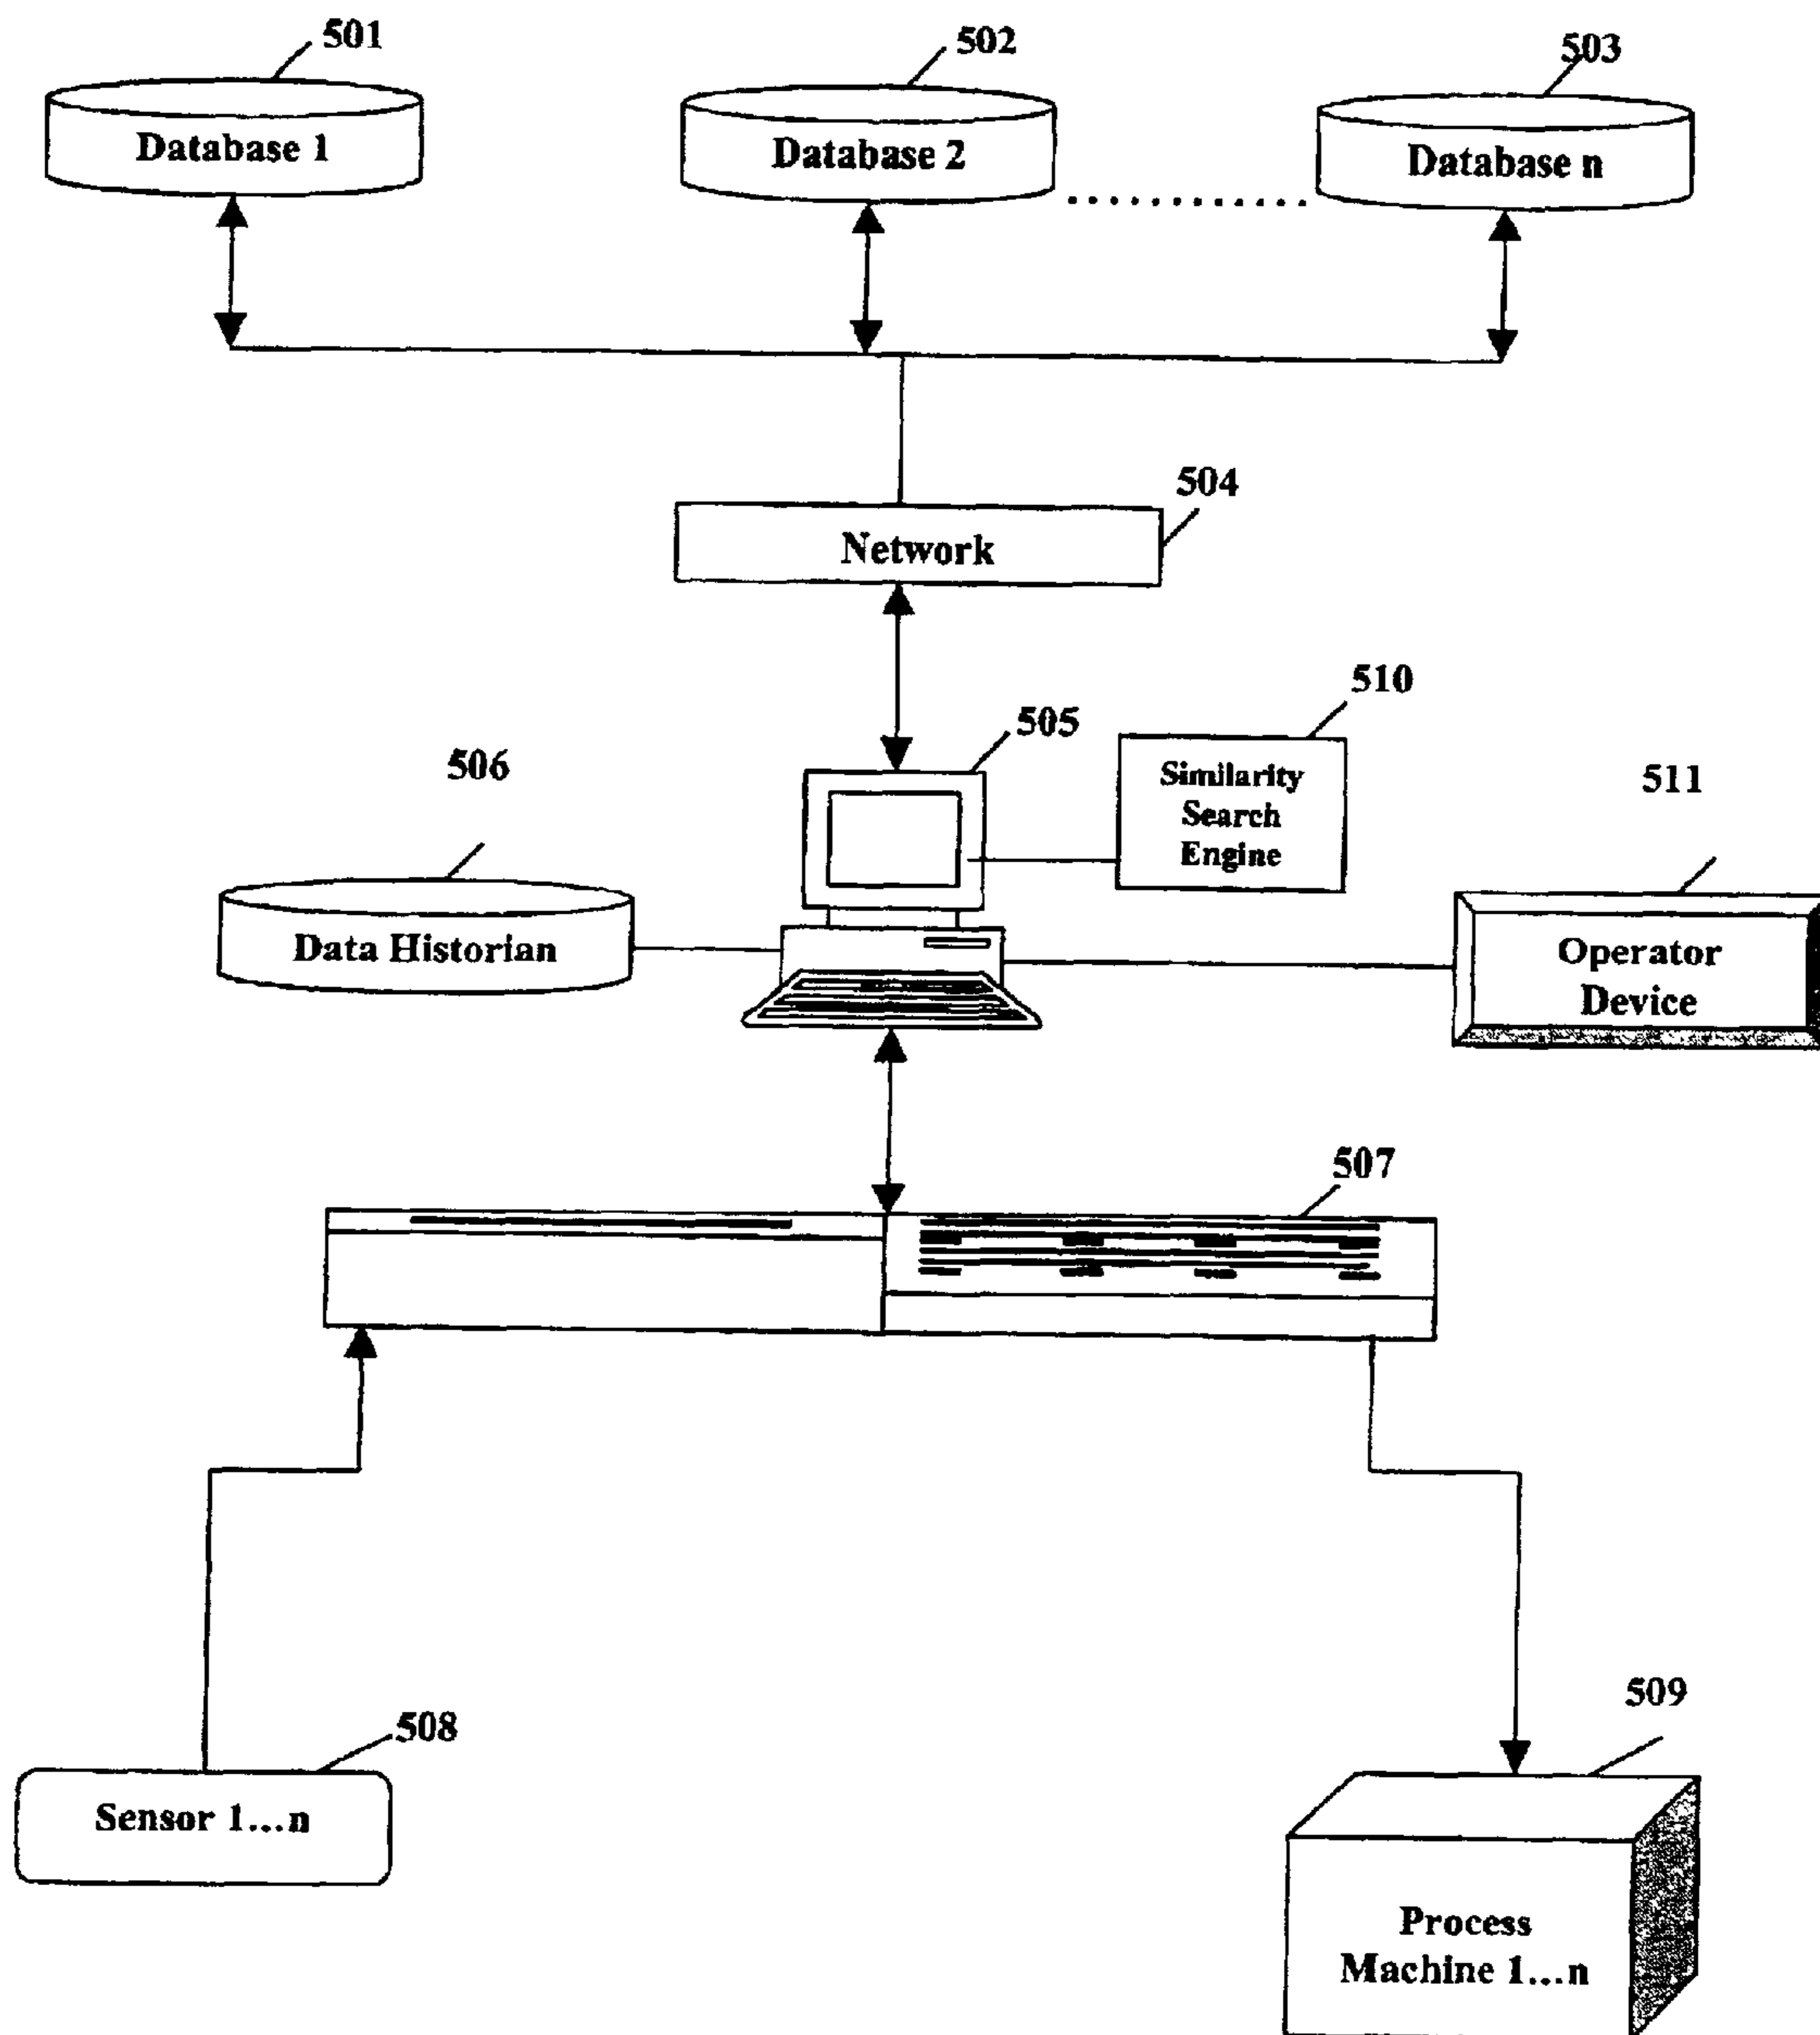 501
502
503
Database 1
Database 2
Database n
............
504
Network
510
505
506
Similarity
Search
Engine
511
Data Historian
Operator
Device
507
509
508
Sensor 1...n
Process
Machine 1...n